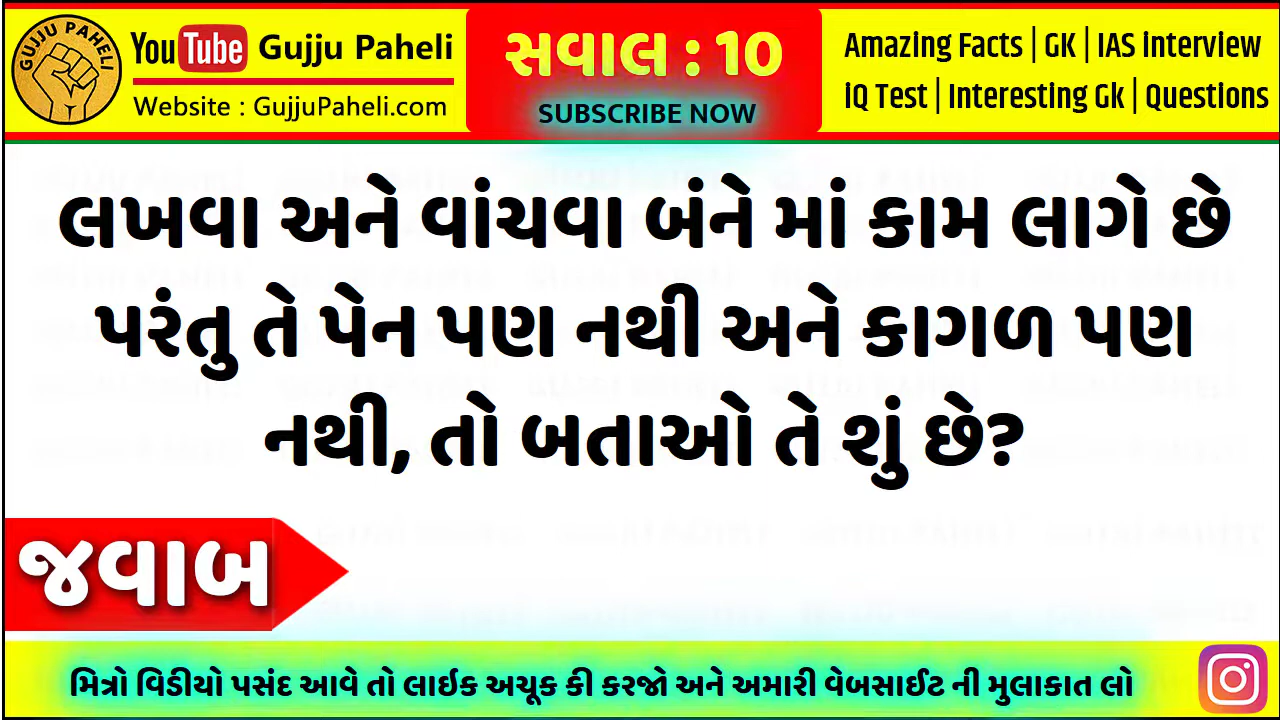 GUJJU PAHELI
YouTube Gujju Paheli
Website : GujjuPaheli.com
સવાલ : 10
SUBSCRIBE NOW
Amazing Facts | GK | IAS interview
iQ Test | Interesting Gk | Questions
લખવા અને વાંચવા બંને માં કામ લાગે છે
પરંતુ તે પેન પણ નથી અને કાગળ પણ
નથી, તો બતાઓ તે શું છે?
જવાબ
મિત્રો વિડીયો પસંદ આવે તો લાઇક અચૂક કી કરજો અને અમારી વેબસાઈટ ની મુલાકાત લો